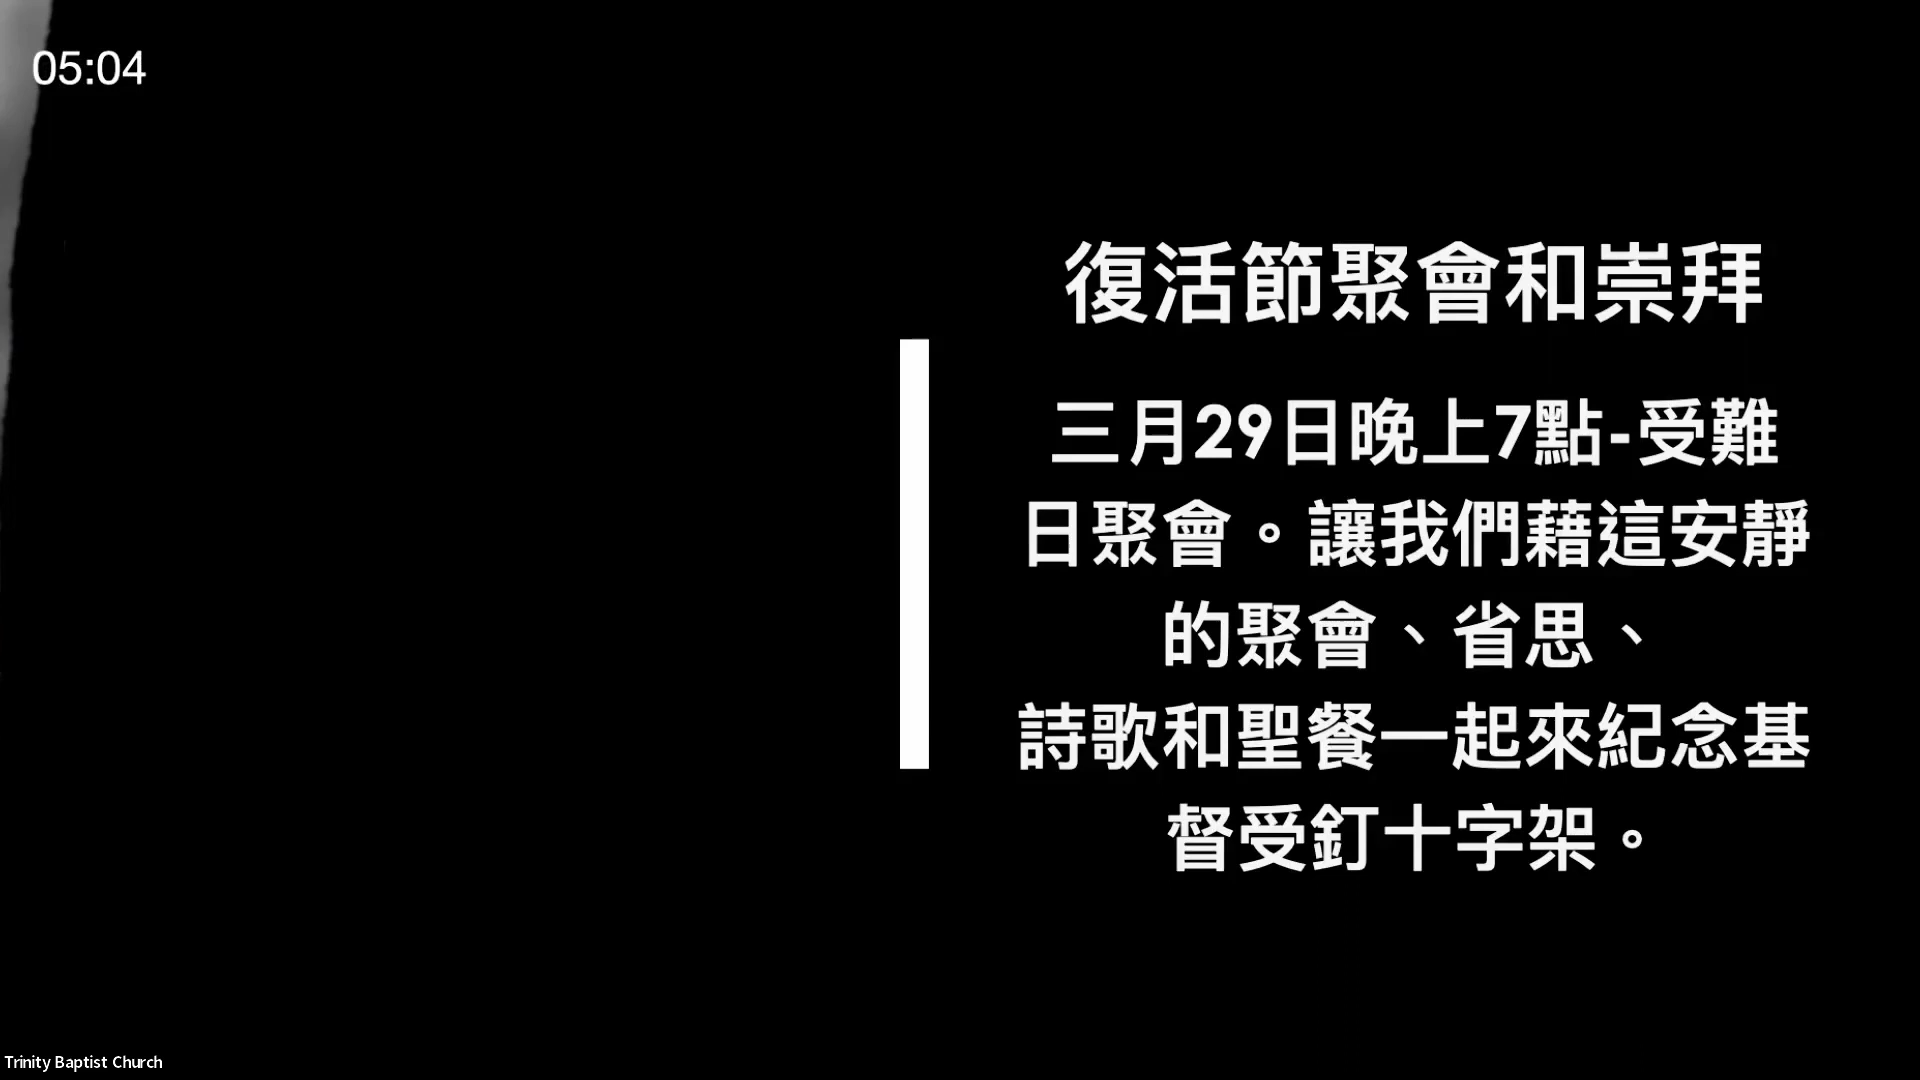 05:04
復活節聚會和崇拜
三月29日晚上7點-受難
日聚會。讓我們藉這安靜
的聚會、省思、
詩歌和聖餐一起來紀念基
督受釘十字架。
Trinity Baptist Church